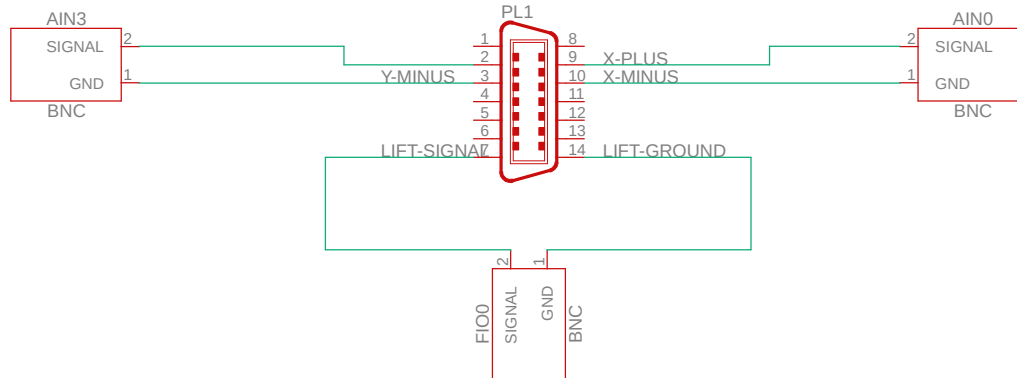 AIN3
PL1
AIN0
SIGNAL 2
1 8
2 SIGNAL
2 9 X-PLUS
GND 1
Y-MINUS 3 10 X-MINUS
1 GND
4 11
BNC
BNC
5 12
6 13
LIFT-SIGNAL 7 14 LIFT-GROUND
2 1
FIO0 SIGNAL GND BNC